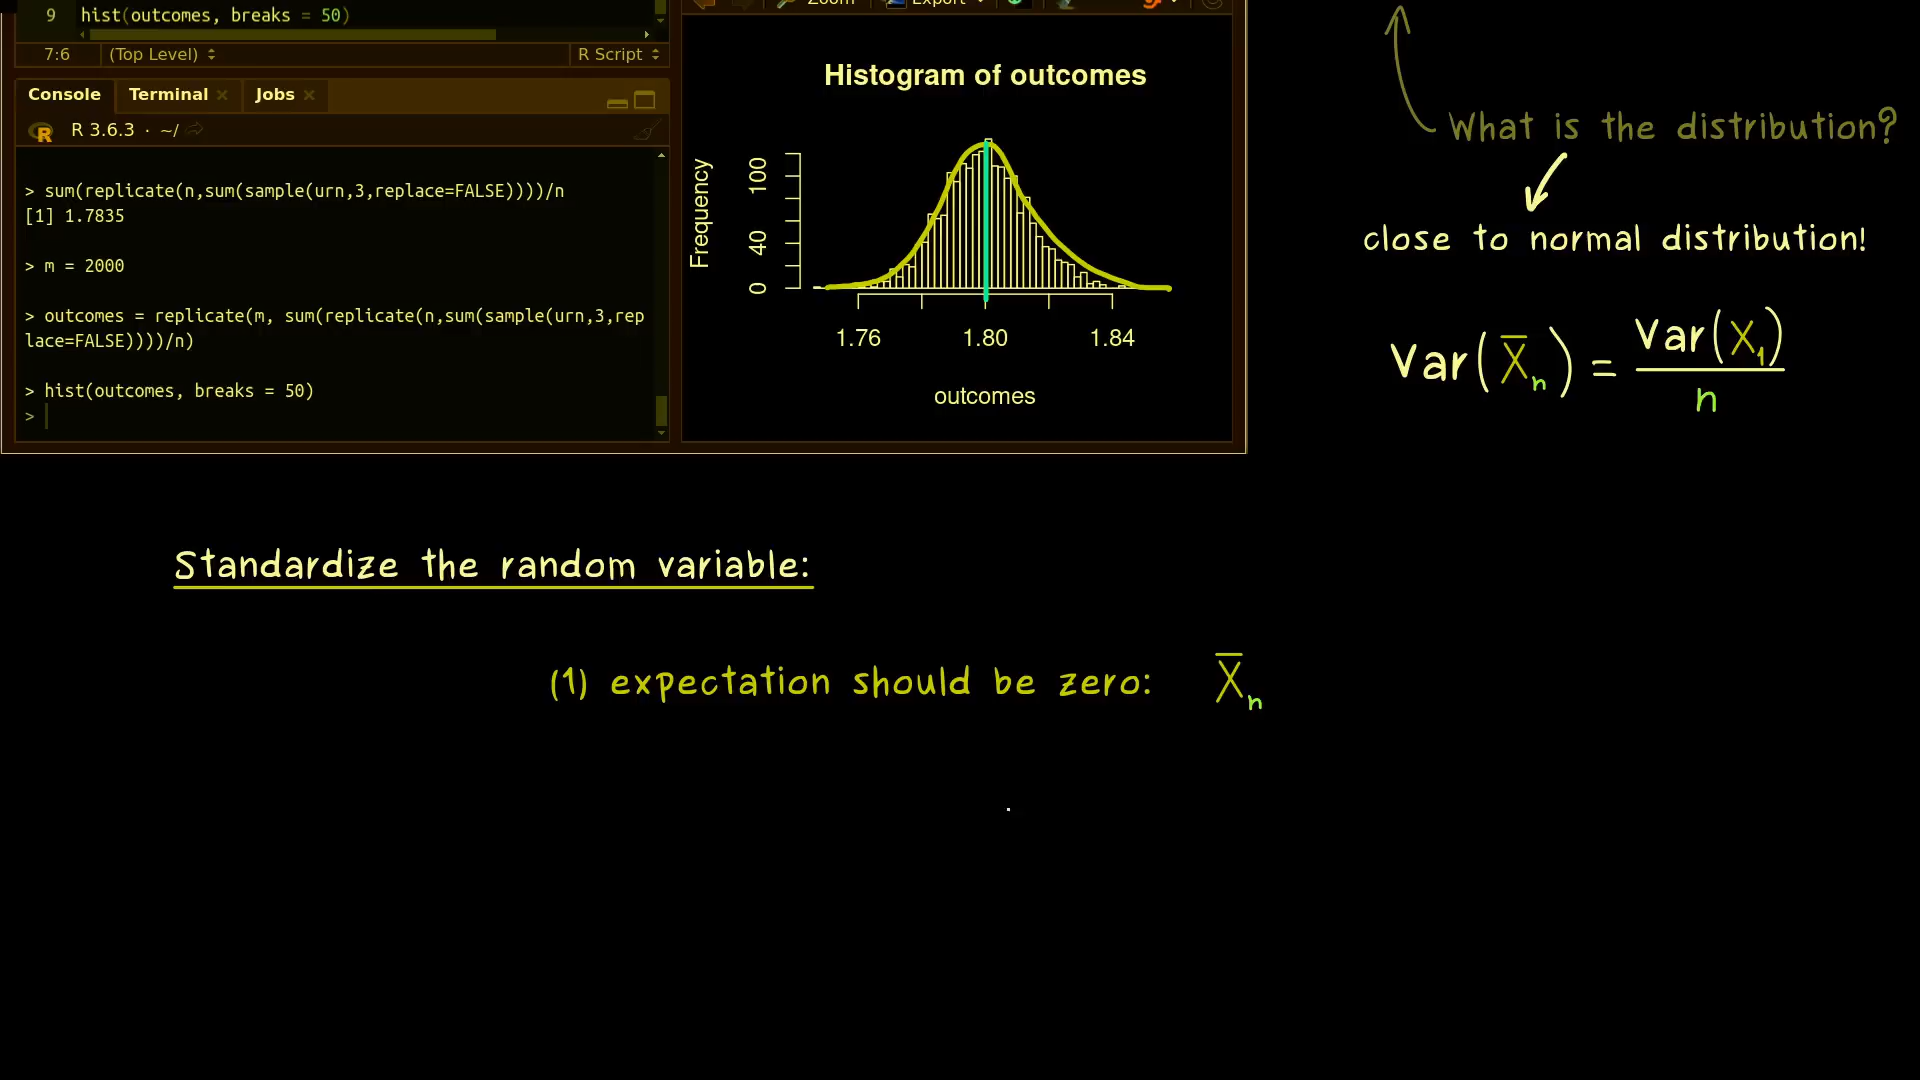 9 hist(outcomes, breaks = 50)
7:6 (Top Level) R Script
Console Terminal Jobs
R 3.6.3 · ~/
> sum(replicate(n,sum(sample(urn,3,replace=FALSE))))/n
[1] 1.7835
> m = 2000
> outcomes = replicate(m, sum(replicate(n,sum(sample(urn,3,rep
lace=FALSE))))/n)
> hist(outcomes, breaks = 50)
>
Zoom Export
Histogram of outcomes
Frequency
100
40
0
1.76 1.80 1.84
outcomes
What is the distribution?
close to normal distribution!
Var(X̄ₙ) = Var(X₁)/n
Standardize the random variable:
(1) expectation should be zero: X̄ₙ